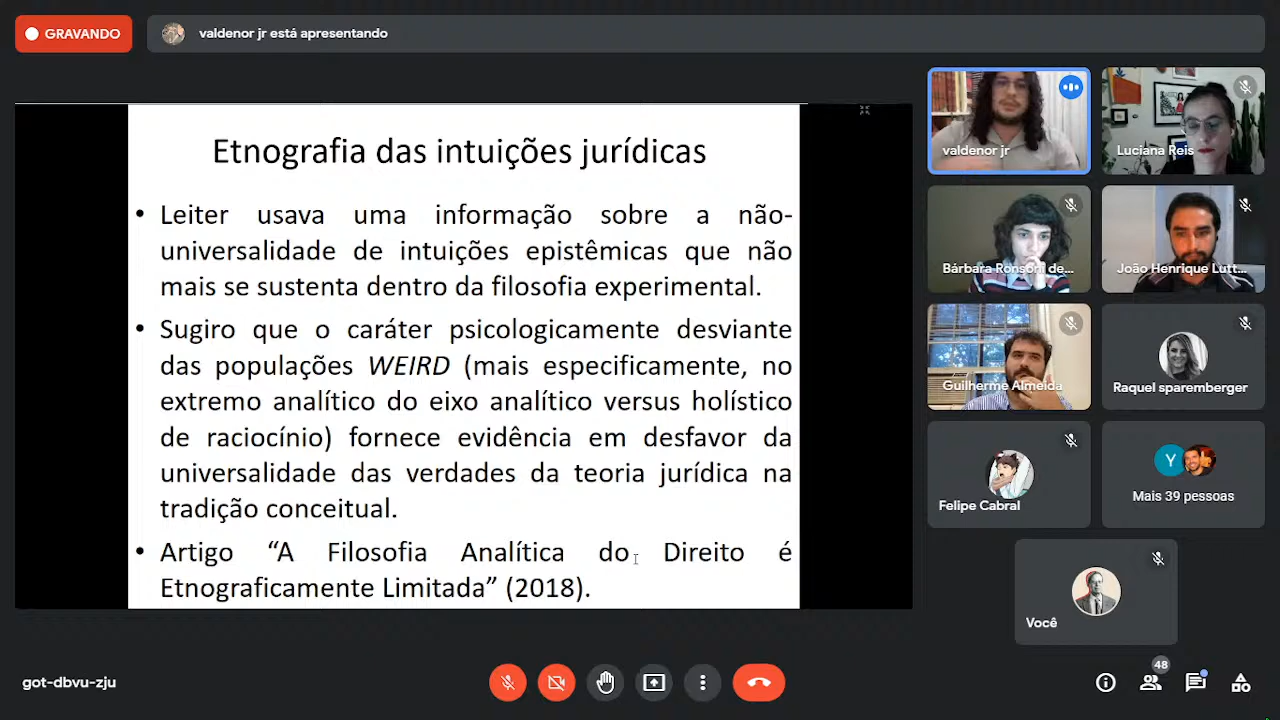 GRAVANDO
valdenor jr está apresentando
Etnografia das intuições jurídicas
• Leiter usava uma informação sobre a não-
universalidade de intuições epistêmicas que não
mais se sustenta dentro da filosofia experimental.
• Sugiro que o caráter psicologicamente desviante
das populações WEIRD (mais especificamente, no
extremo analítico do eixo analítico versus holístico
de raciocínio) fornece evidência em desfavor da
universalidade das verdades da teoria jurídica na
tradição conceitual.
• Artigo “A Filosofia Analítica do Direito é
Etnograficamente Limitada” (2018).
valdenor jr
Luciana Reis
Bárbara Ronsoni de...
João Henrique Lutt...
Guilherme Almeida
Raquel sparemberger
Felipe Cabral
Y
Mais 39 pessoas
Você
got-dbvu-zju
48